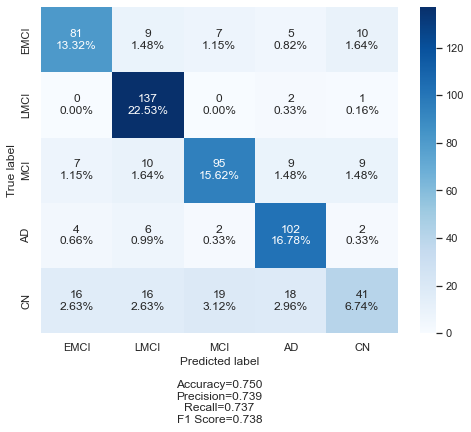 EMCI 81 9 7 5 10
13.32% 1.48% 1.15% 0.82% 1.64%
LMCI 0 137 0 2 1
0.00% 22.53% 0.00% 0.33% 0.16%
MCI 7 10 95 9 9
1.15% 1.64% 15.62% 1.48% 1.48%
AD 4 6 2 102 2
0.66% 0.99% 0.33% 16.78% 0.33%
CN 16 16 19 18 41
2.63% 2.63% 3.12% 2.96% 6.74%
True label
EMCI LMCI MCI AD CN
Predicted label
Accuracy=0.750
Precision=0.739
Recall=0.737
F1 Score=0.738
120
100
80
60
40
20
0